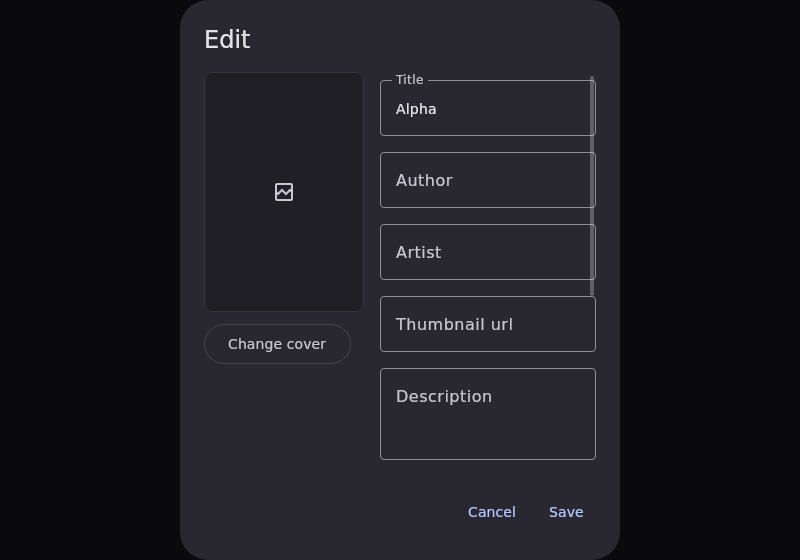 Edit
Title
Alpha
Author
Artist
Thumbnail url
Description
Change cover
Cancel
Save